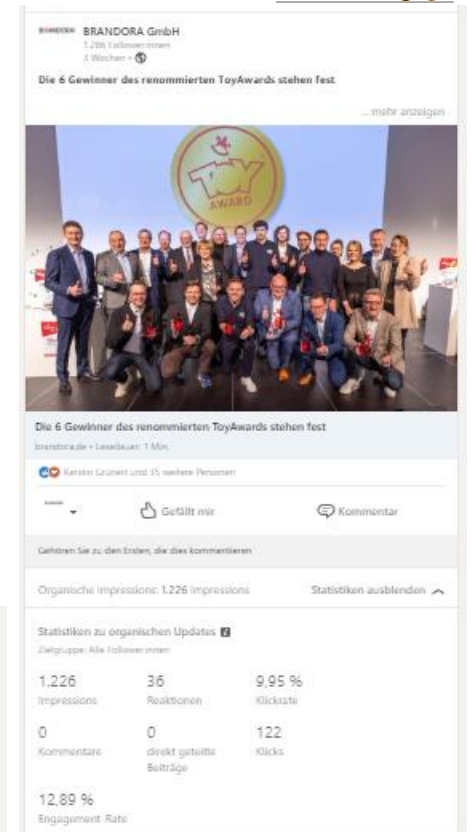 BRANDORA BRANDORA GmbH
1.286 Follower:innen
3 Wochen •
Die 6 Gewinner des renommierten ToyAwards stehen fest
...mehr anzeigen
TOY
AWARD
Die 6 Gewinner des renommierten ToyAwards stehen fest
brandora.de • Lesedauer: 1 Min.
Kerstin Grünert und 35 weitere Personen
Gefällt mir Kommentar
Gehören Sie zu den Ersten, die dies kommentieren
Organische Impressions: 1.226 Impressions Statistiken ausblenden
Statistiken zu organischen Updates
Zielgruppe: Alle Follower:innen
1.226 36 9,95 %
Impressions Reaktionen Klickrate
0 0 122
Kommentare direkt geteilte Klicks
Beiträge
12,89 %
Engagement-Rate